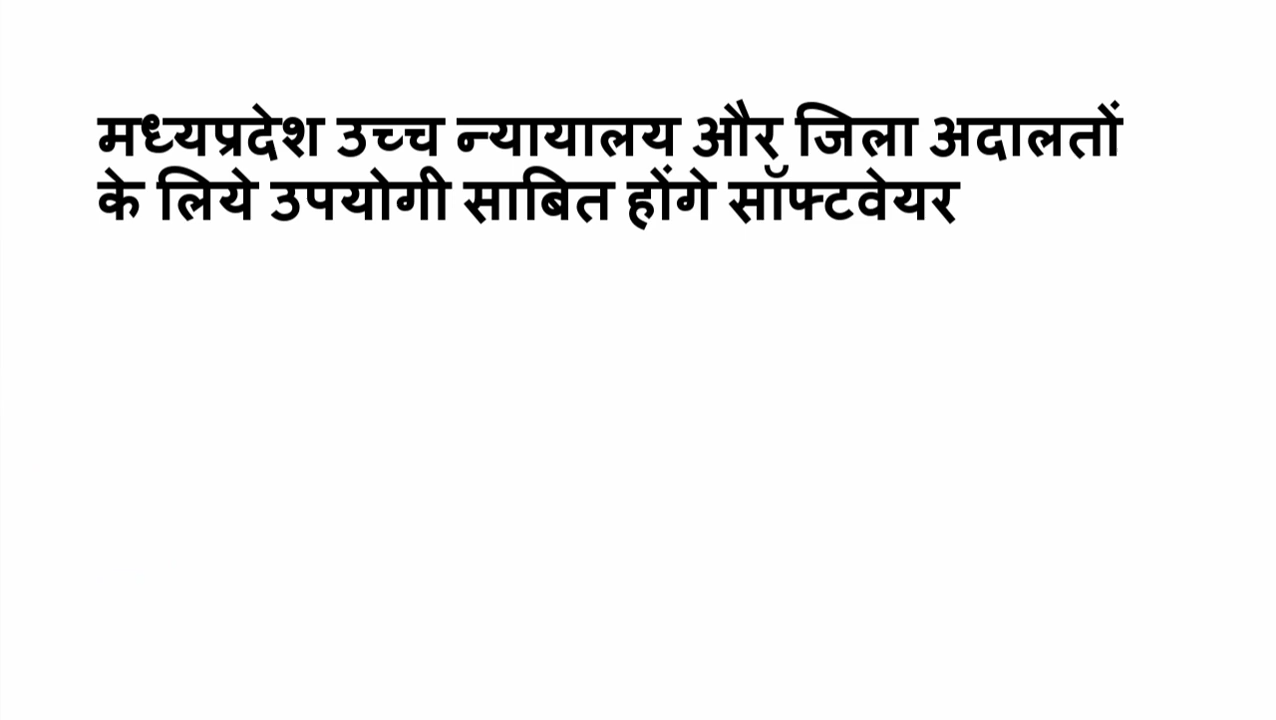 मध्यप्रदेश उच्च न्यायालय और जिला अदालतों
के लिये उपयोगी साबित होंगे सॉफ्टवेयर